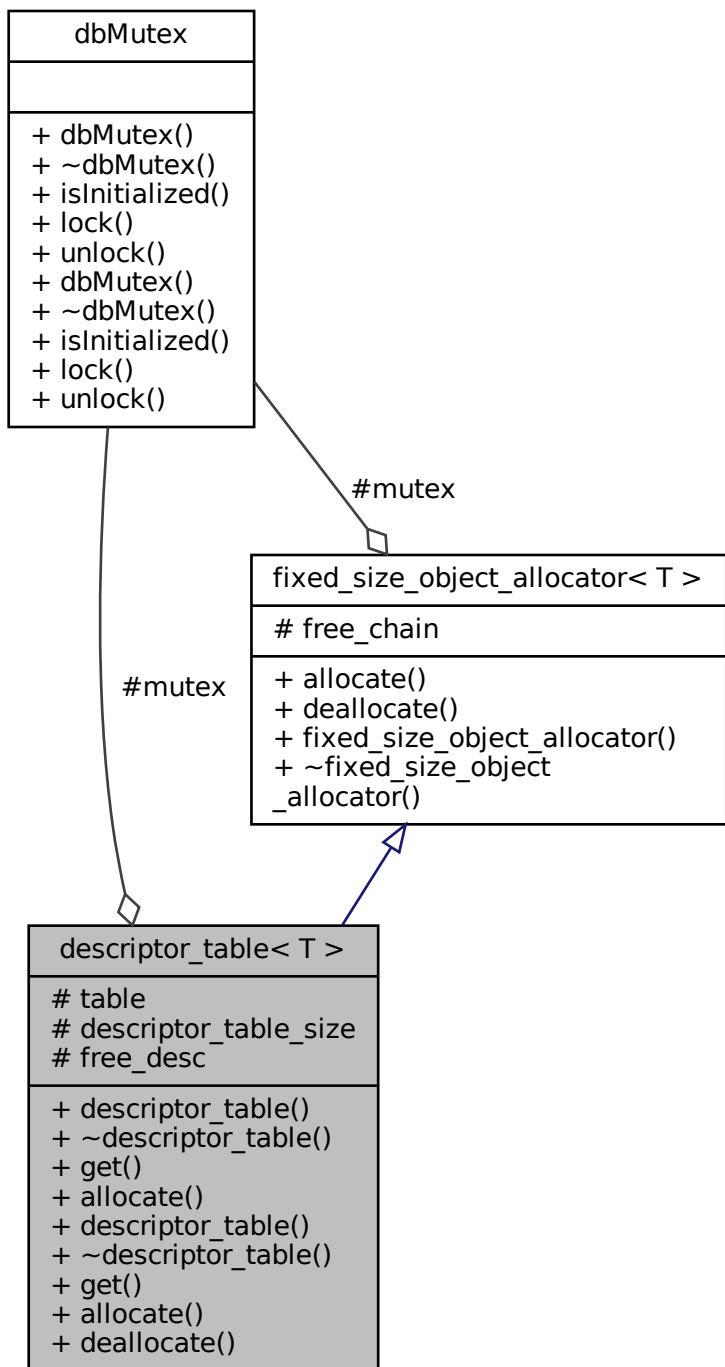 dbMutex
+ dbMutex()
+ ~dbMutex()
+ isInitialized()
+ lock()
+ unlock()
+ dbMutex()
+ ~dbMutex()
+ isInitialized()
+ lock()
+ unlock()
#mutex
fixed_size_object_allocator< T >
# free_chain
+ allocate()
+ deallocate()
+ fixed_size_object_allocator()
+ ~fixed_size_object
_allocator()
#mutex
descriptor_table< T >
# table
# descriptor_table_size
# free_desc
+ descriptor_table()
+ ~descriptor_table()
+ get()
+ allocate()
+ descriptor_table()
+ ~descriptor_table()
+ get()
+ allocate()
+ deallocate()